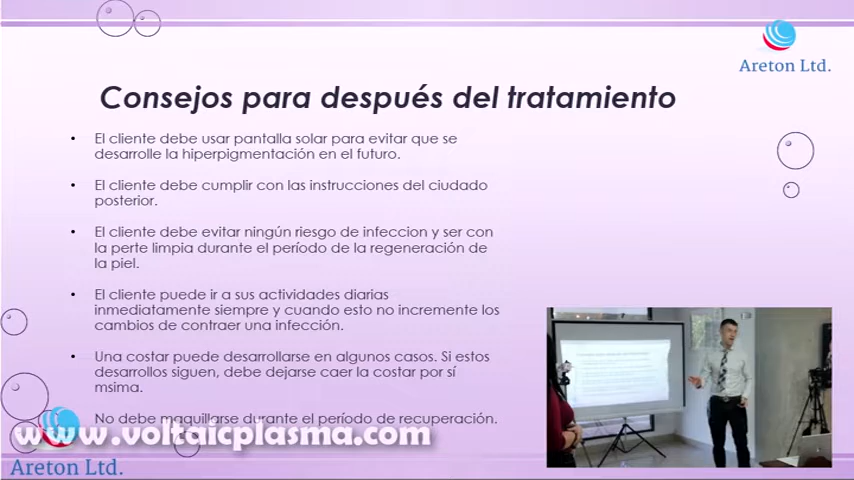 Areton Ltd.
Consejos para después del tratamiento
• El cliente debe usar pantalla solar para evitar que se
desarrolle la hiperpigmentación en el futuro.
• El cliente debe cumplir con las instrucciones del ciudado
posterior.
• El cliente debe evitar ningún riesgo de infeccion y ser con
la perte limpia durante el período de la regeneración de
la piel.
• El cliente puede ir a sus actividades diarias
inmediatamente siempre y cuando esto no incremente los
cambios de contraer una infección.
• Una costar puede desarrollarse en algunos casos. Si estos
desarrollos siguen, debe dejarse caer la costar por sí
msima.
No debe maquillarse durante el período de recuperación.
www.voltaicplasma.com
Areton Ltd.